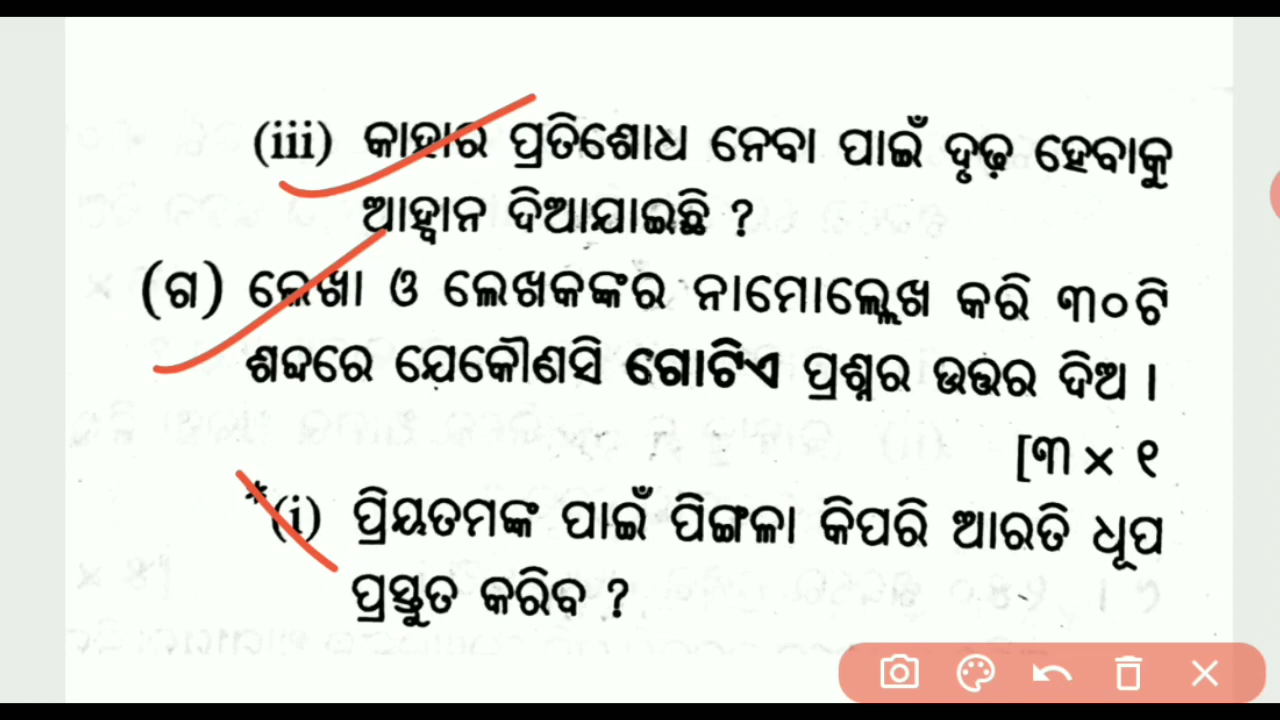 (iii) କାହାର ପ୍ରତିଶୋଧ ନେବା ପାଇଁ ଦୃଢ଼ ହେବାକୁ
ଆହ୍ବାନ ଦିଆଯାଇଛି ?
(ଗ) ଲେଖା ଓ ଲେଖକଙ୍କର ନାମୋଲ୍ଲେଖ କରି ୩୦ଟି
ଶବ୍ଦରେ ଯେକୌଣସି ଗୋଟିଏ ପ୍ରଶ୍ନର ଉତ୍ତର ଦିଅ ।
[୩ × ୧
*(i) ପ୍ରିୟତମଙ୍କ ପାଇଁ ପିଙ୍ଗଳା କିପରି ଆରତି ଧୂପ
ପ୍ରସ୍ତୁତ କରିବ ?